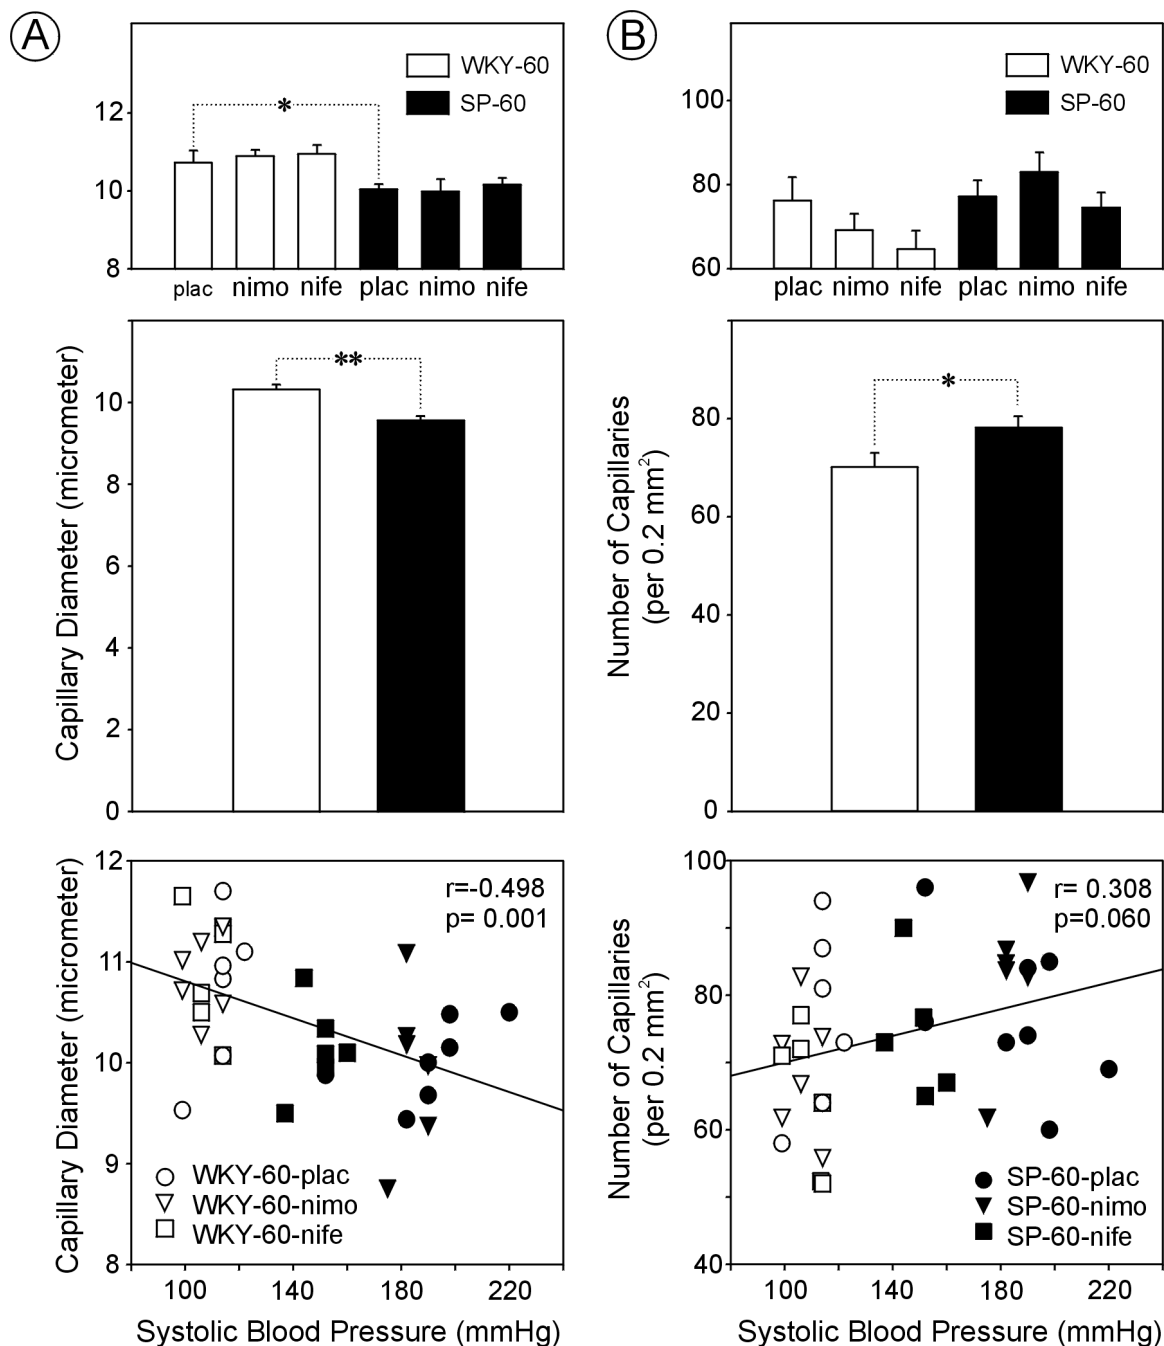 A
WKY-60
SP-60
*
12
10
8
plac nimo nife plac nimo nife
B
WKY-60
SP-60
100
80
60
plac nimo nife plac nimo nife
Capillary Diameter (micrometer)
**
10
8
6
4
2
0
Number of Capillaries
(per 0.2 mm²)
*
80
60
40
20
0
Capillary Diameter (micrometer)
12
11
10
9
8
r=-0.498
p= 0.001
WKY-60-plac
WKY-60-nimo
WKY-60-nife
100 140 180 220
Systolic Blood Pressure (mmHg)
Number of Capillaries
(per 0.2 mm²)
100
80
60
40
r= 0.308
p=0.060
SP-60-plac
SP-60-nimo
SP-60-nife
100 140 180 220
Systolic Blood Pressure (mmHg)